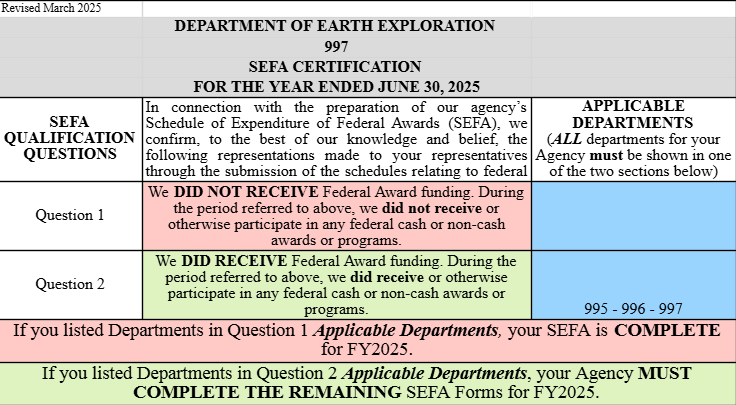 Revised March 2025
DEPARTMENT OF EARTH EXPLORATION
997
SEFA CERTIFICATION
FOR THE YEAR ENDED JUNE 30, 2025
SEFA
QUALIFICATION
QUESTIONS
In connection with the preparation of our agency's
Schedule of Expenditure of Federal Awards (SEFA), we
confirm, to the best of our knowledge and belief, the
following representations made to your representatives
through the submission of the schedules relating to federal
APPLICABLE
DEPARTMENTS
(ALL departments for your
Agency must be shown in one
of the two sections below)
Question 1
We DID NOT RECEIVE Federal Award funding. During
the period referred to above, we did not receive or
otherwise participate in any federal cash or non-cash
awards or programs.
Question 2
We DID RECEIVE Federal Award funding. During the
period referred to above, we did receive or otherwise
participate in any federal cash or non-cash awards or
programs.
995 - 996 - 997
If you listed Departments in Question 1 Applicable Departments, your SEFA is COMPLETE
for FY2025.
If you listed Departments in Question 2 Applicable Departments, your Agency MUST
COMPLETE THE REMAINING SEFA Forms for FY2025.